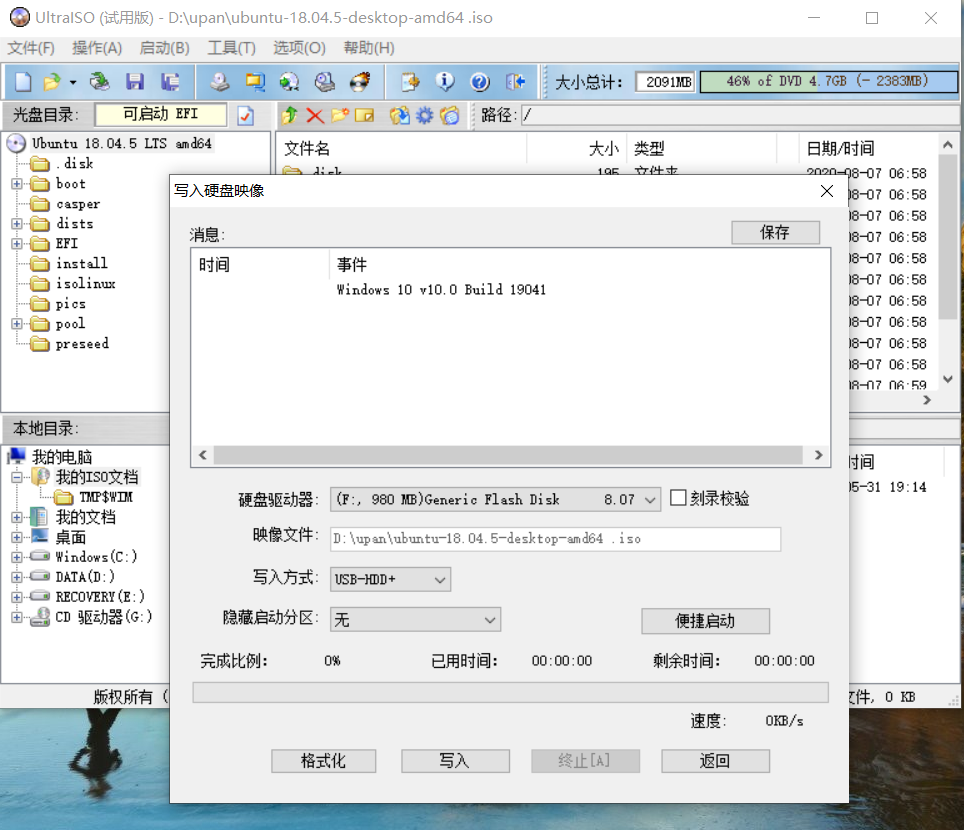 UltraISO (试用版) - D:\upan\ubuntu-18.04.5-desktop-amd64 .iso
文件(F) 操作(A) 启动(B) 工具(T) 选项(O) 帮助(H)
大小总计: 2091MB 46% of DVD 4.7GB (- 2383MB)
光盘目录: 可启动 EFI 路径: /
Ubuntu 18.04.5 LTS amd64
.disk
boot
casper
dists
EFI
install
isolinux
pics
pool
preseed
文件名 大小 类型 日期/时间
.disk 195 文件夹 2020-08-07 06:58
08-07 06:58
08-07 06:58
08-07 06:58
08-07 06:58
08-07 06:58
08-07 06:58
08-07 06:58
08-07 06:58
08-07 06:58
08-07 06:59
写入硬盘映像
消息: 保存
时间 事件
Windows 10 v10.0 Build 19041
硬盘驱动器: (F:, 980 MB)Generic Flash Disk 8.07 刻录校验
映像文件: D:\upan\ubuntu-18.04.5-desktop-amd64 .iso
写入方式: USB-HDD+
隐藏启动分区: 无 便捷启动
完成比例: 0% 已用时间: 00:00:00 剩余时间: 00:00:00
速度: 0KB/s
格式化 写入 终止[A] 返回
本地目录:
我的电脑
我的ISO文档
TMP$WIM
我的文档
桌面
Windows(C:)
DATA(D:)
RECOVERY(E:)
CD 驱动器(G:)
时间
05-31 19:14
版权所有 (
文件, 0 KB